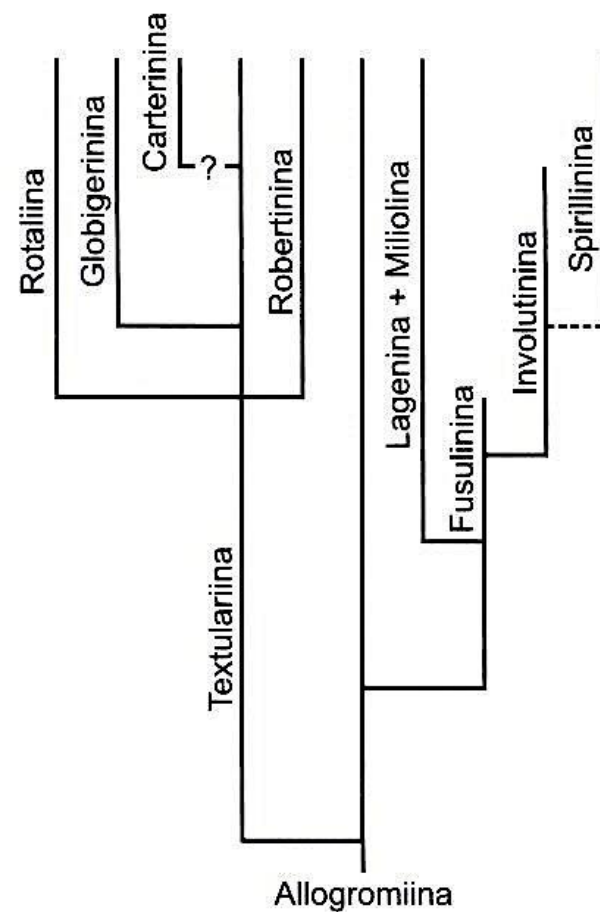 Rotaliina
Globigerinina
Carterinina
?
Robertinina
Lagenina + Miliolina
Fusulinina
Involutinina
Spirillinina
Textulariina
Allogromiina